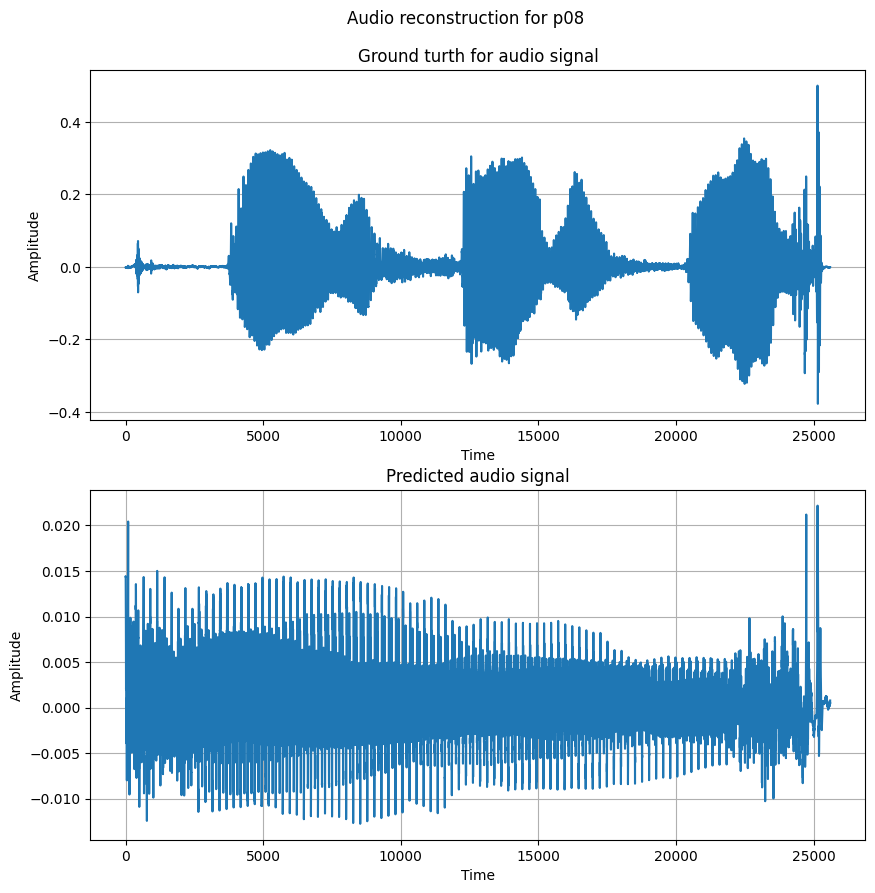 Audio reconstruction for p08
Ground turth for audio signal
Amplitude
0.4
0.2
0.0
−0.2
−0.4
0 5000 10000 15000 20000 25000
Time
Predicted audio signal
Amplitude
0.020
0.015
0.010
0.005
0.000
−0.005
−0.010
0 5000 10000 15000 20000 25000
Time